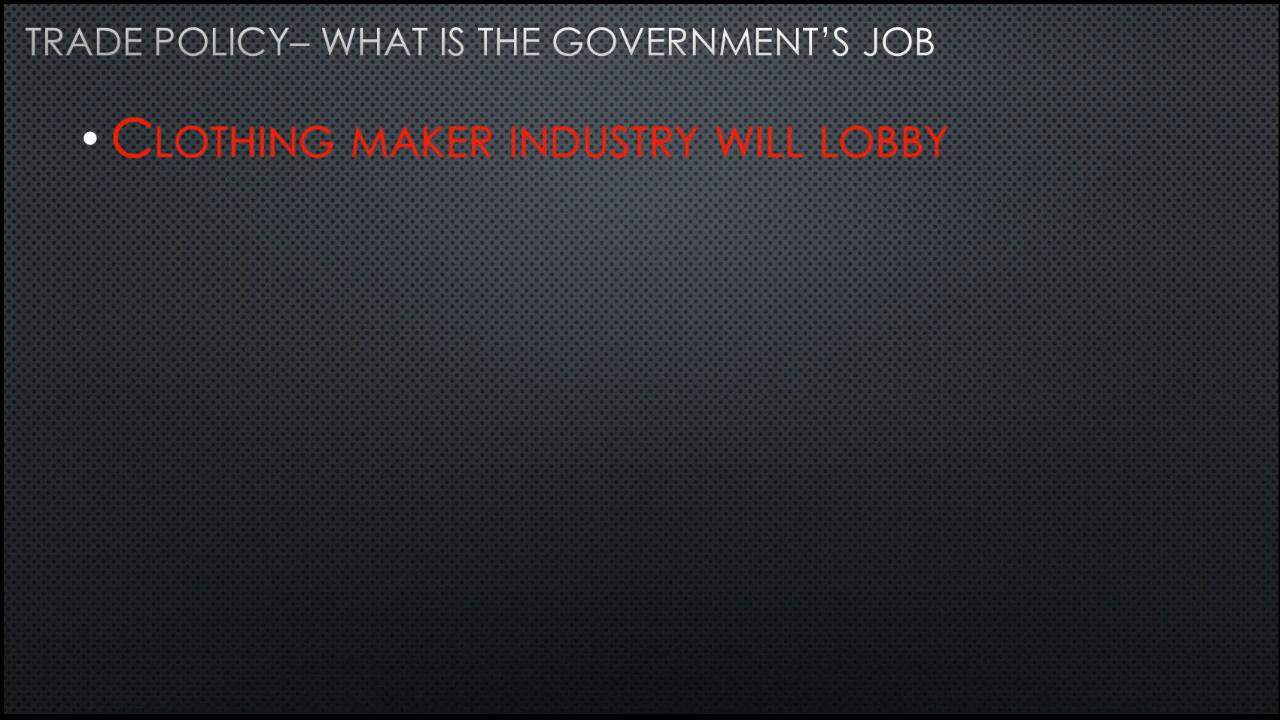 TRADE POLICY– WHAT IS THE GOVERNMENT’S JOB
• CLOTHING MAKER INDUSTRY WILL LOBBY